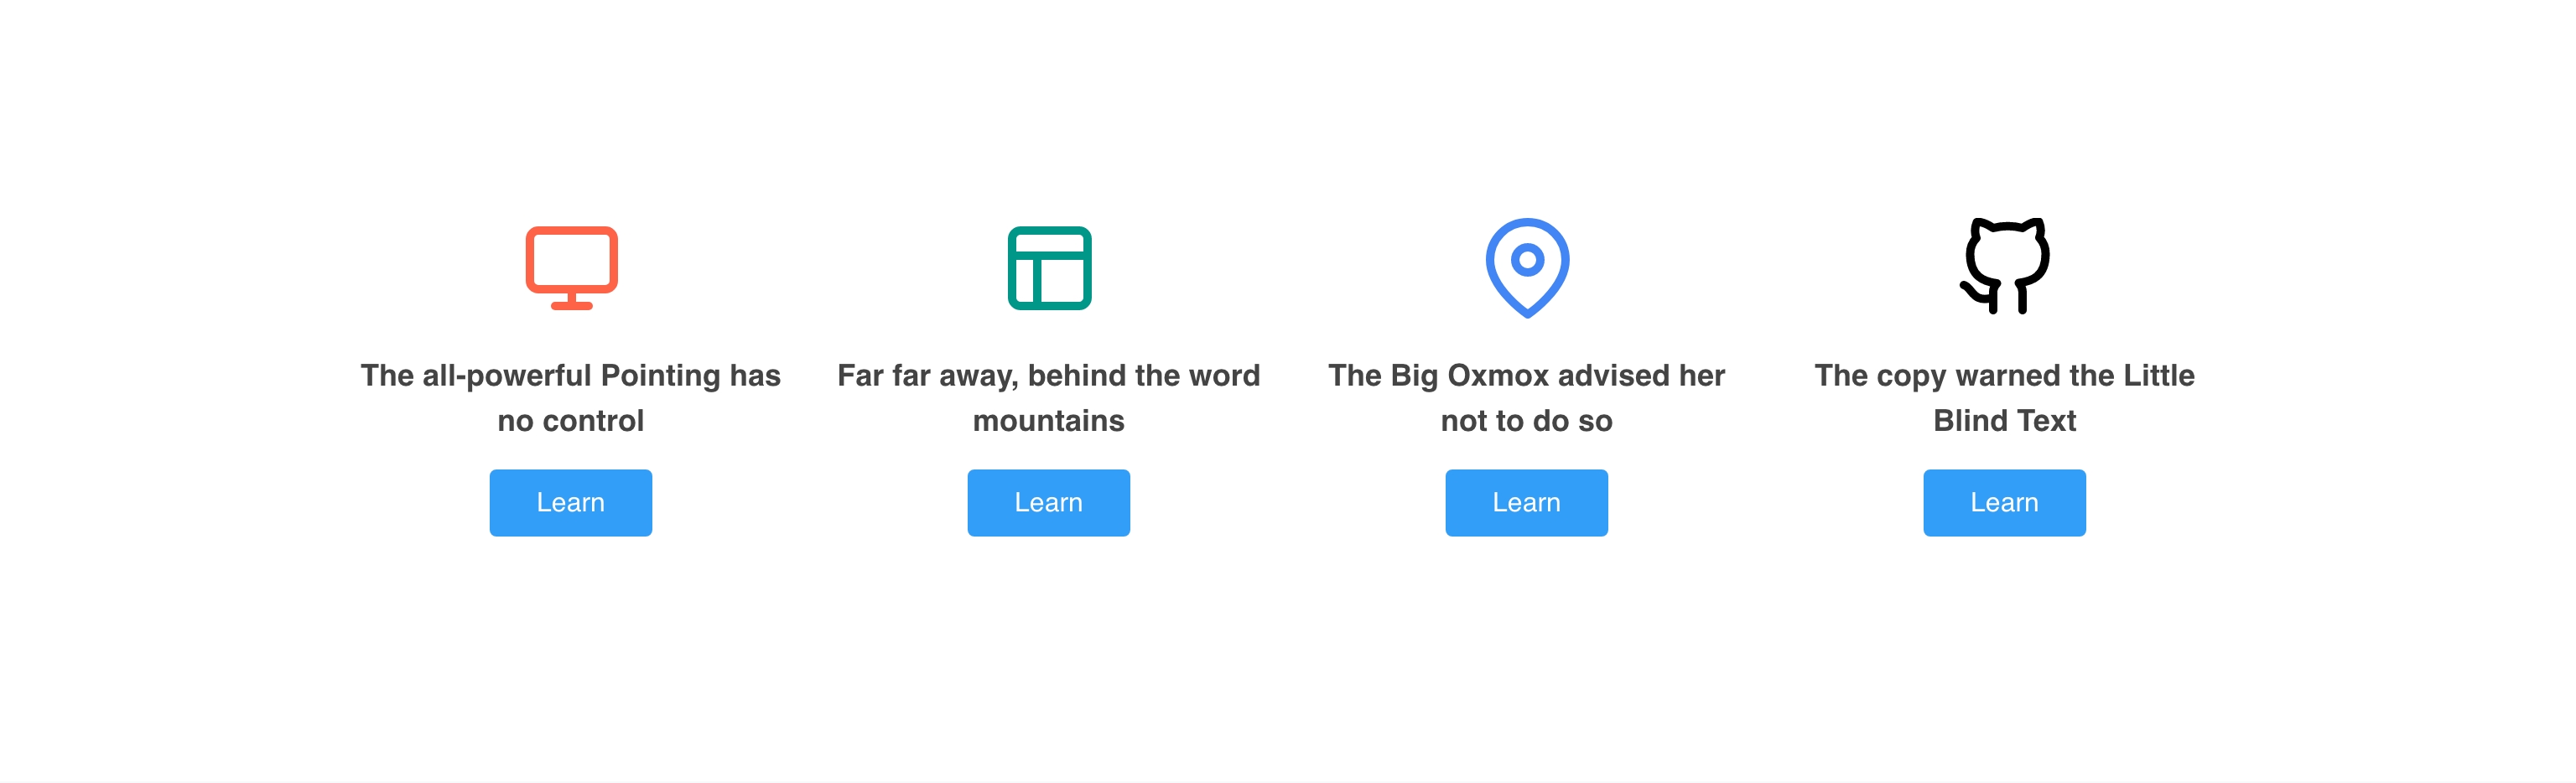 The all-powerful Pointing has
no control
Learn
Far far away, behind the word
mountains
Learn
The Big Oxmox advised her
not to do so
Learn
The copy warned the Little
Blind Text
Learn